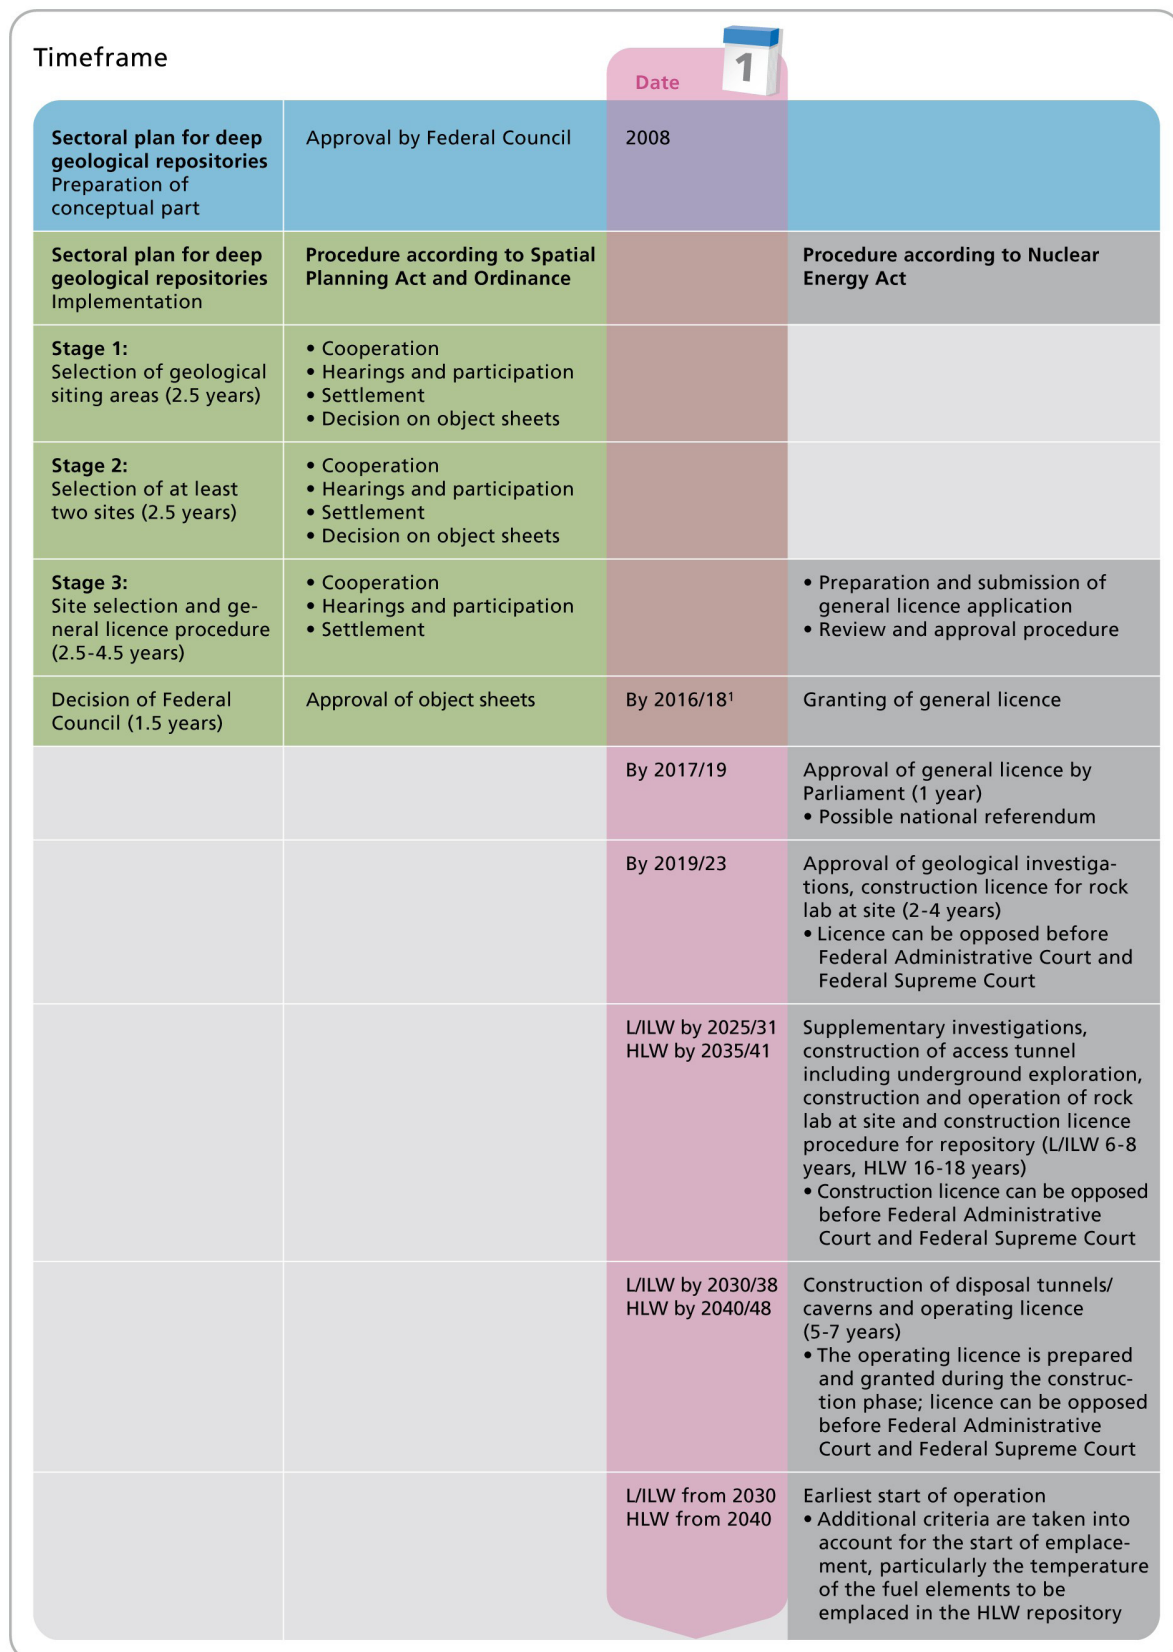 Timeframe
1
Date
Sectoral plan for deep
geological repositories
Preparation of
conceptual part
Approval by Federal Council
2008
Sectoral plan for deep
geological repositories
Implementation
Procedure according to Spatial
Planning Act and Ordinance
Procedure according to Nuclear
Energy Act
Stage 1:
Selection of geological
siting areas (2.5 years)
• Cooperation
• Hearings and participation
• Settlement
• Decision on object sheets
Stage 2:
Selection of at least
two sites (2.5 years)
• Cooperation
• Hearings and participation
• Settlement
• Decision on object sheets
Stage 3:
Site selection and ge-
neral licence procedure
(2.5-4.5 years)
• Cooperation
• Hearings and participation
• Settlement
• Preparation and submission of
general licence application
• Review and approval procedure
Decision of Federal
Council (1.5 years)
Approval of object sheets
By 2016/18¹
Granting of general licence
By 2017/19
Approval of general licence by
Parliament (1 year)
• Possible national referendum
By 2019/23
Approval of geological investiga-
tions, construction licence for rock
lab at site (2-4 years)
• Licence can be opposed before
Federal Administrative Court and
Federal Supreme Court
L/ILW by 2025/31
HLW by 2035/41
Supplementary investigations,
construction of access tunnel
including underground exploration,
construction and operation of rock
lab at site and construction licence
procedure for repository (L/ILW 6-8
years, HLW 16-18 years)
• Construction licence can be opposed
before Federal Administrative
Court and Federal Supreme Court
L/ILW by 2030/38
HLW by 2040/48
Construction of disposal tunnels/
caverns and operating licence
(5-7 years)
• The operating licence is prepared
and granted during the construc-
tion phase; licence can be opposed
before Federal Administrative
Court and Federal Supreme Court
L/ILW from 2030
HLW from 2040
Earliest start of operation
• Additional criteria are taken into
account for the start of emplace-
ment, particularly the temperature
of the fuel elements to be
emplaced in the HLW repository